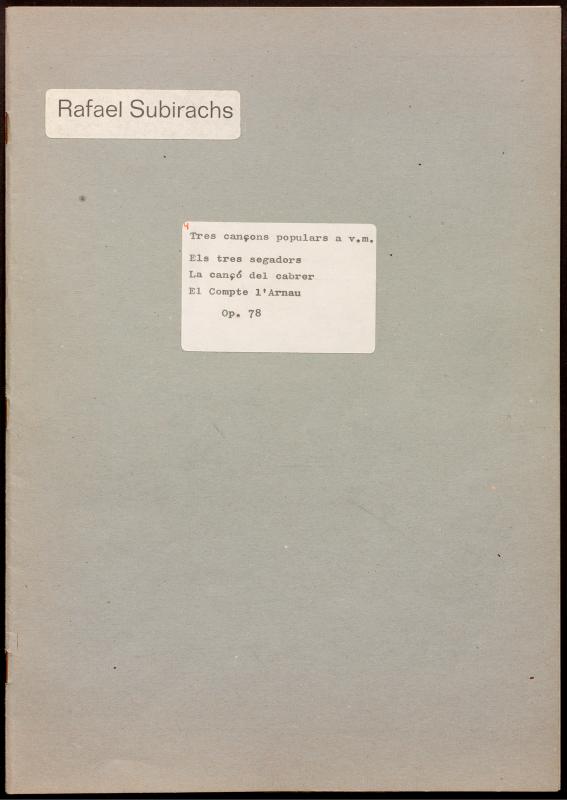 Rafael Subirachs
4
Tres cançons populars a v.m.
Els tres segadors
La cançó del cabrer
El Compte l'Arnau
Op. 78